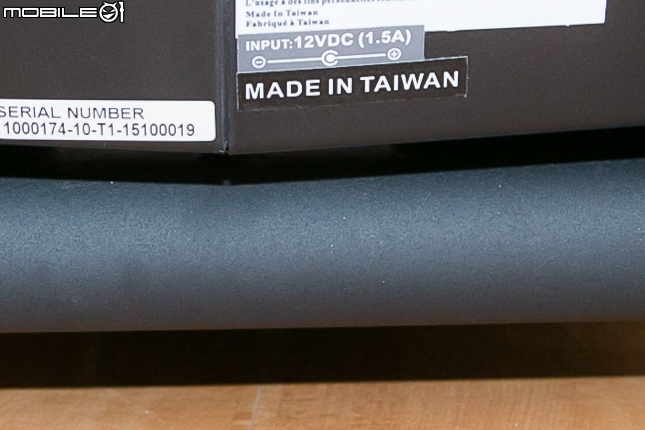 MOBILE01
L'usage à des fins personnelles
Made In Taiwan
Fabriqué à Taiwan
INPUT:12VDC (1.5A)
MADE IN TAIWAN
SERIAL NUMBER
1000174-10-T1-15100019